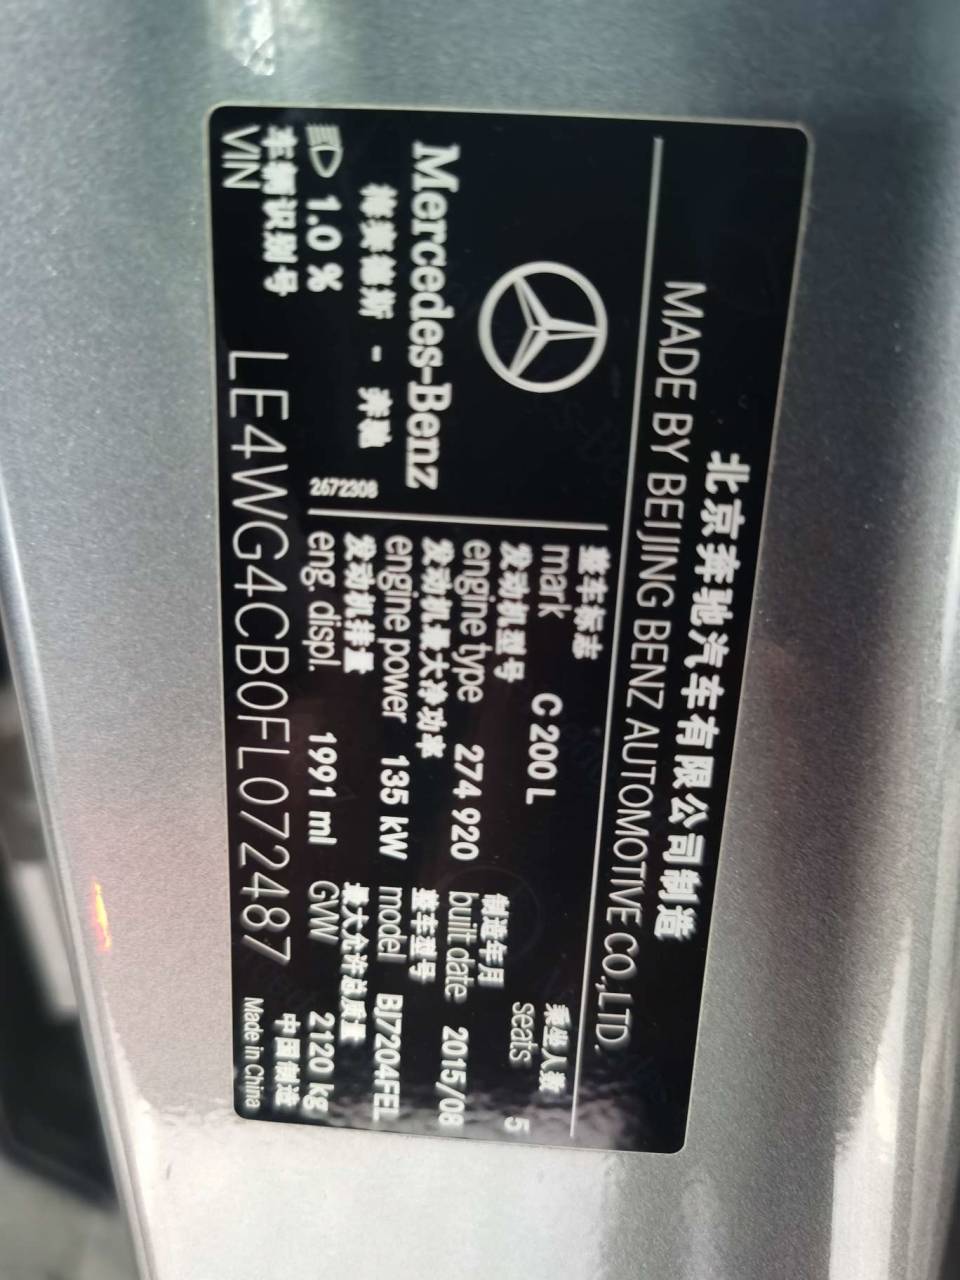 北京奔驰汽车有限公司制造
MADE BY BEIJING BENZ AUTOMOTIVE CO.,LTD.
Mercedes-Benz
梅赛德斯 - 奔驰
1.0 %
2672308
整车标志
mark C 200 L
乘坐人数
seats 5
发动机型号
engine type 274 920
制造年月
built date 2015/08
发动机最大净功率
engine power 135 kW
整车型号
model BJ7204FEL
发动机排量
eng. displ. 1991 ml
最大允许总质量
GVW 2120 kg
车辆识别号
VIN LE4WG4CB0FL072487
中国制造
Made in China